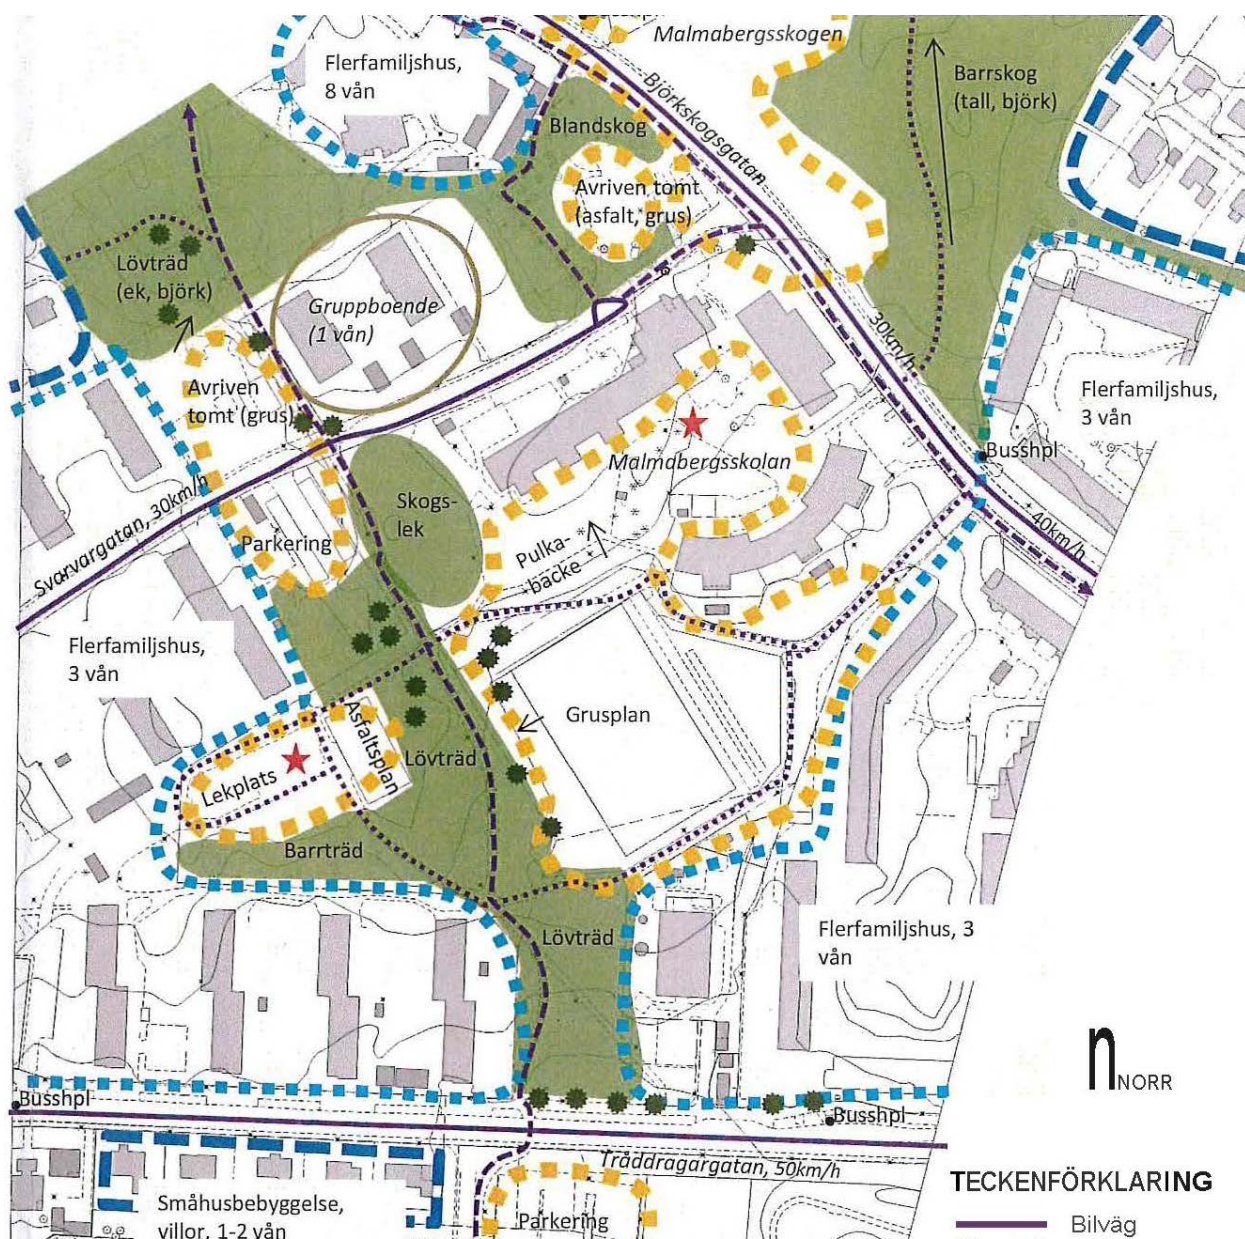 Malmabergsskogen
Flerfamiljshus,
8 vån
Björkskogsgatan
Barrskog
(tall, björk)
Blandskog
Avriven tomt
(asfalt, grus)
Lövträd
(ek, björk)
Gruppboende
(1 vån)
30km/h
Avriven
tomt (grus)
Flerfamiljshus,
3 vån
Malmabergsskolan
Busshpl
Skogs-
lek
40km/h
Svarvargatan, 30km/h
Parkering
Pulka-
bäcke
Flerfamiljshus,
3 vån
Grusplan
Asfaltsplan
Lövträd
Lekplats
Barrträd
Lövträd
Flerfamiljshus, 3
vån
n
NORR
Busshpl
Busshpl
Tråddragargatan, 50km/h
TECKENFÖRKLARING
Småhusbebyggelse,
villor, 1-2 vån
Parkering
Bilväg